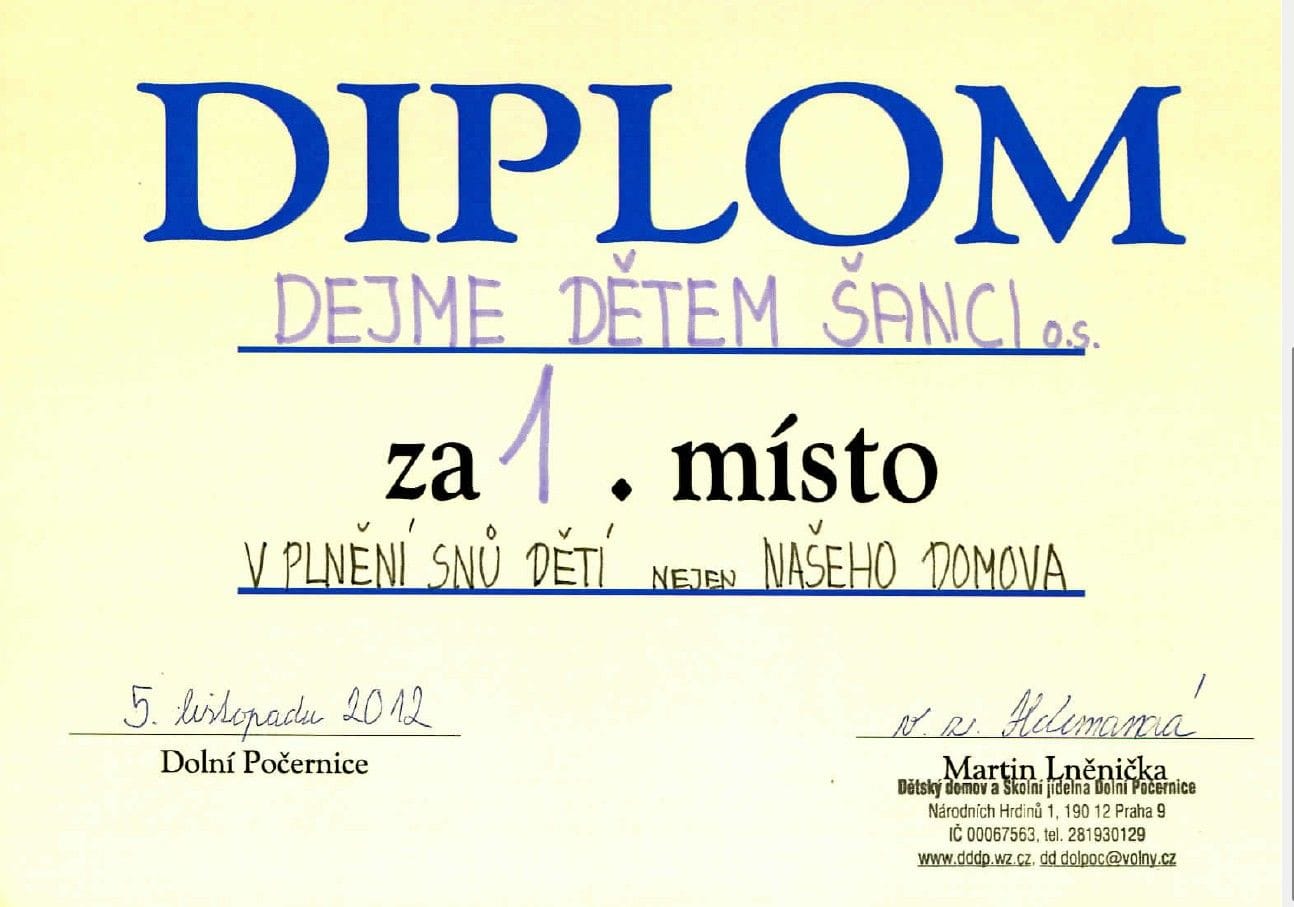 DIPLOM
DEJME DĚTEM ŠANCI o.s.
za 1. místo
V PLNĚNÍ SNŮ DĚTÍ NEJEN NAŠEHO DOMOVA
5. listopadu 2012
Dolní Počernice
v. z.
Martin Lněnička
Dětský domov a Školní jídelna Dolní Počernice
Národních Hrdinů 1, 190 12 Praha 9
IČ 00067563, tel. 281930129
www.dddp.wz.cz, dd.dolpoc@volny.cz